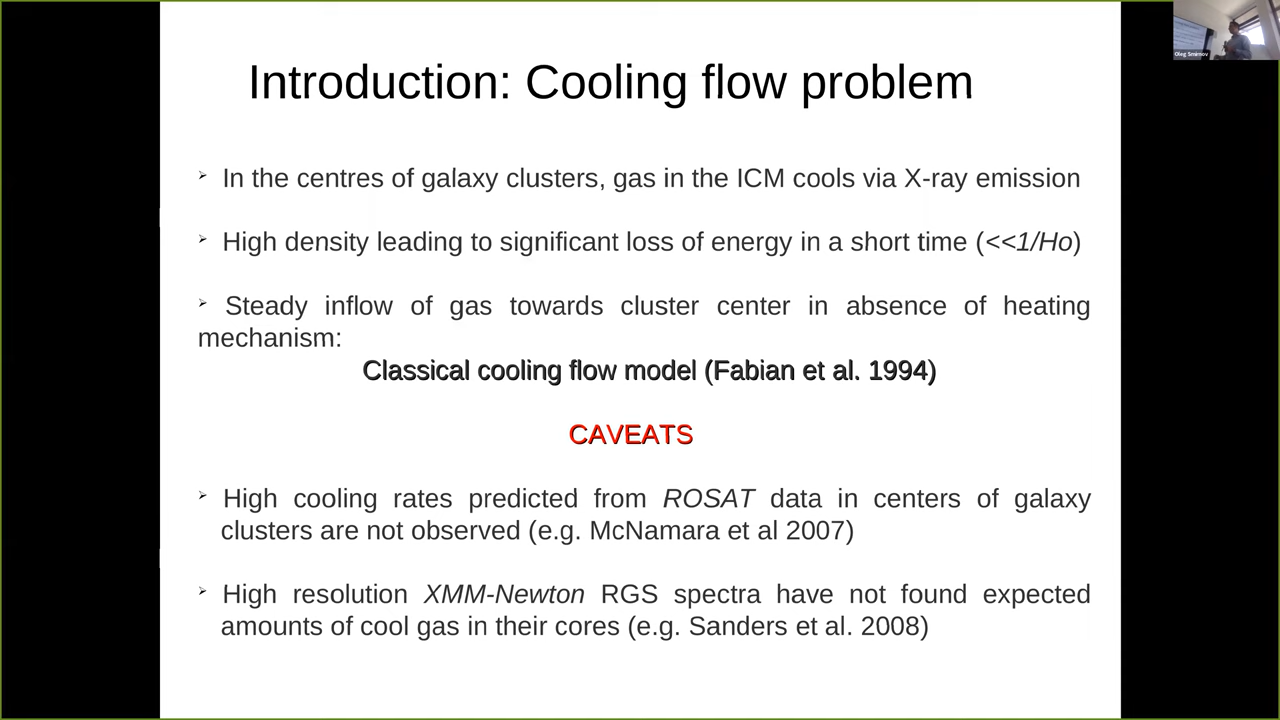 Introduction: Cooling flow problem
Oleg Smirnov
➢ In the centres of galaxy clusters, gas in the ICM cools via X-ray emission
➢ High density leading to significant loss of energy in a short time (<<1/Ho)
➢ Steady inflow of gas towards cluster center in absence of heating
mechanism:
Classical cooling flow model (Fabian et al. 1994)
CAVEATS
➢ High cooling rates predicted from ROSAT data in centers of galaxy
clusters are not observed (e.g. McNamara et al 2007)
➢ High resolution XMM-Newton RGS spectra have not found expected
amounts of cool gas in their cores (e.g. Sanders et al. 2008)